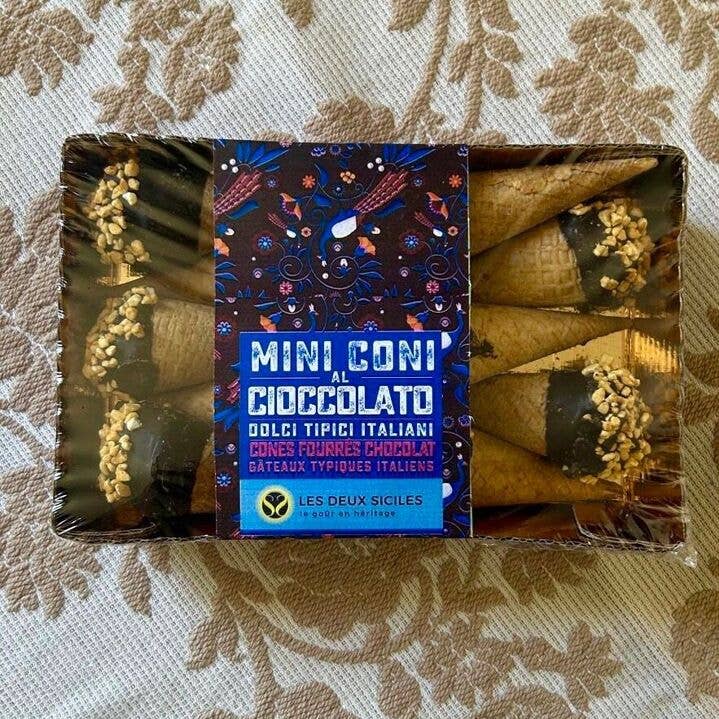 MINI CONI
AL
CIOCCOLATO
DOLCI TIPICI ITALIANI
CONES FOURRÉS CHOCOLAT
GÂTEAUX TYPIQUES ITALIENS
LES DEUX SICILES
le goût en héritage